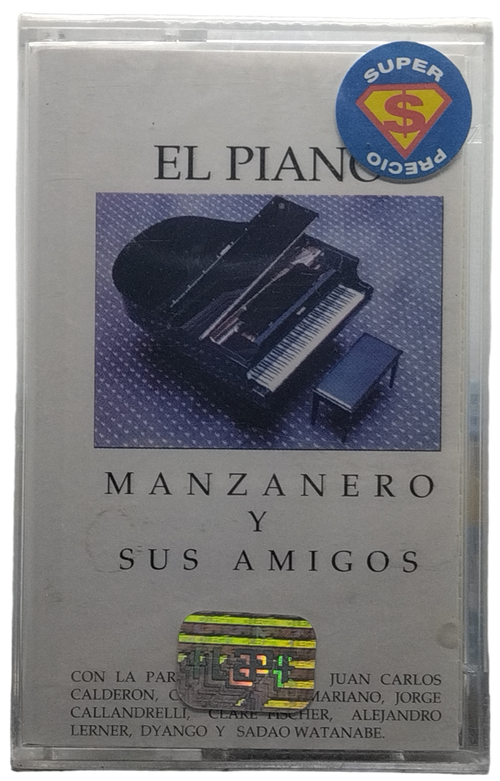 SUPER
$
PRECIO
EL PIANO
MANZANERO
Y
SUS AMIGOS
CON LA JUAN CARLOS
CALDERON, MARIANO, JORGE
CALLANDRELLI, CLARE FISCHER, ALEJANDRO
LERNER, DYANGO Y SADAO WATANABE.